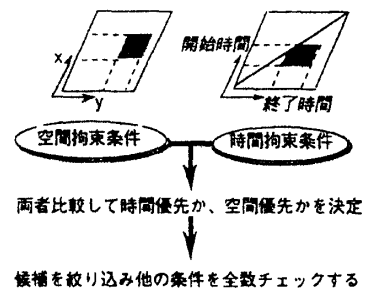 x
y
開始時間
終了時間
空間拘束条件
時間拘束条件
両者比較して時間優先か、空間優先かを決定
候補を絞り込み他の条件を全数チェックする